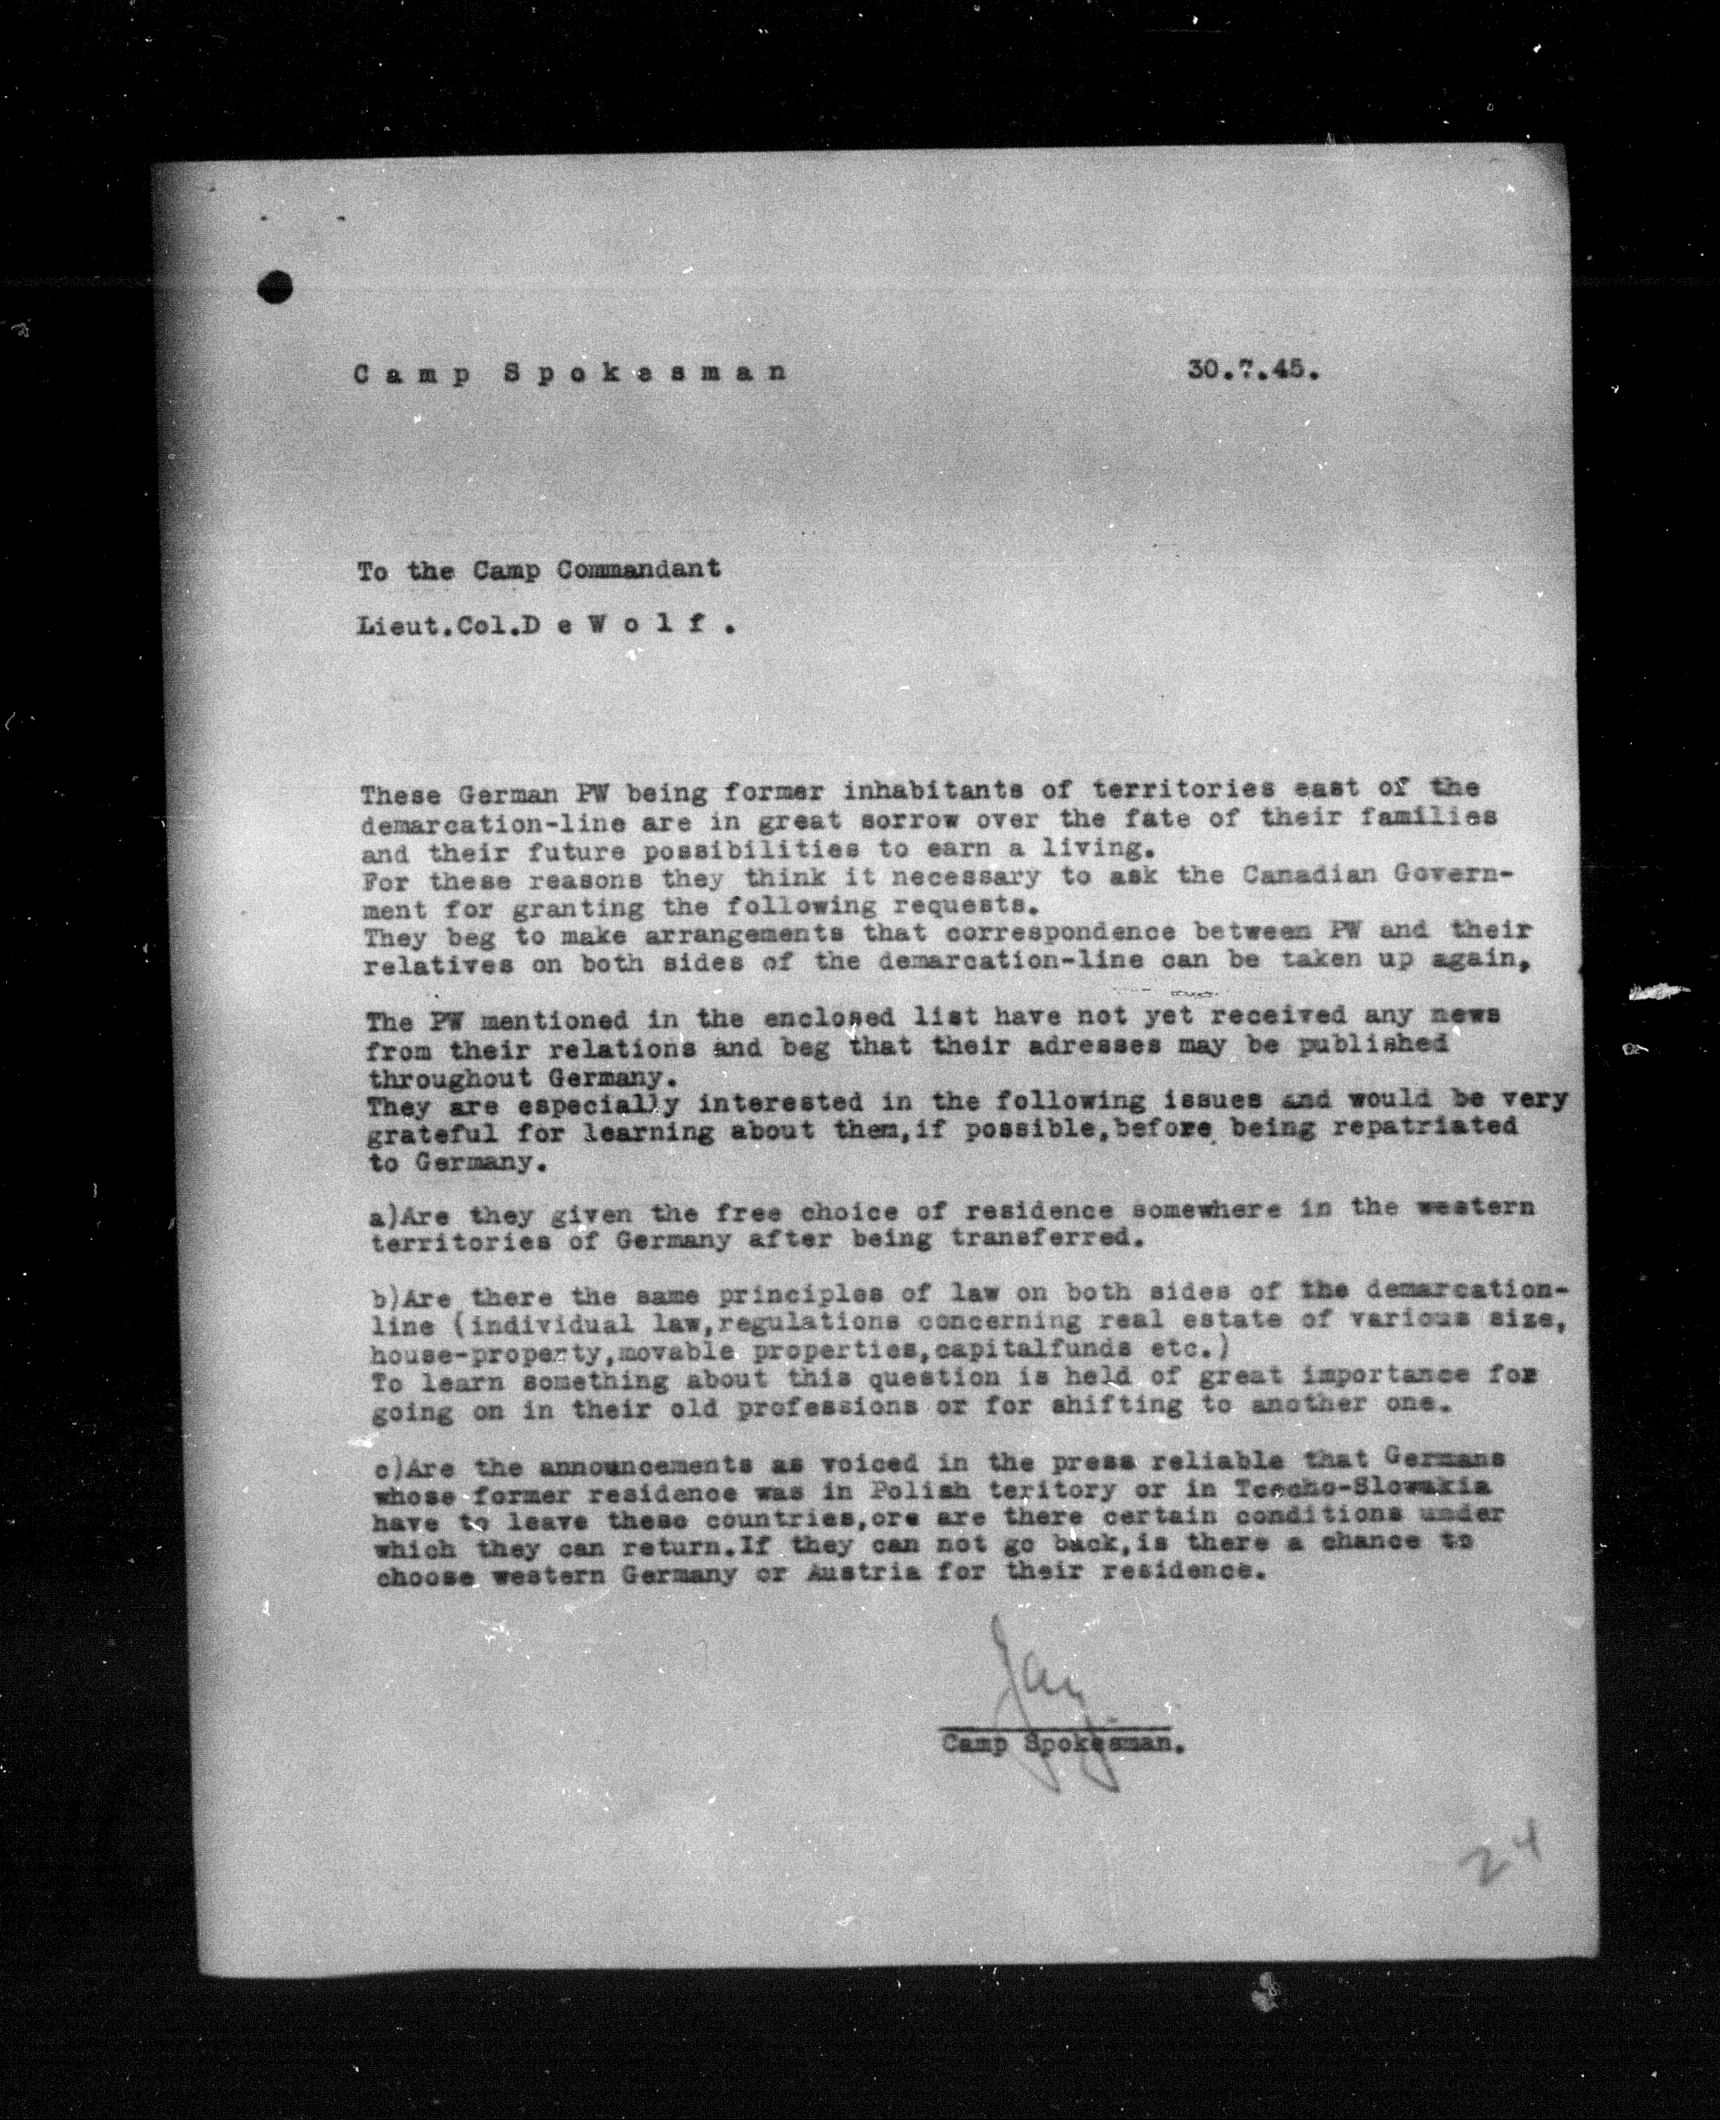 C a m p  S p o k e s m a n
30.7.45.
To the Camp Commandant
Lieut.Col.D e W o l f .
These German PW being former inhabitants of territories east of the
demarcation-line are in great sorrow over the fate of their families
and their future possibilities to earn a living.
For these reasons they think it necessary to ask the Canadian Govern-
ment for granting the following requests.
They beg to make arrangements that correspondence between PW and their
relatives on both sides of the demarcation-line can be taken up again.
The PW mentioned in the enclosed list have not yet received any news
from their relations and beg that their adresses may be published
throughout Germany.
They are especially interested in the following issues and would be very
grateful for learning about them,if possible,before being repatriated
to Germany.
a)Are they given the free choice of residence somewhere in the western
territories of Germany after being transferred.
b)Are there the same principles of law on both sides of the demarcation-
line (individual law,regulations concerning real estate of various size,
house-property,movable properties,capitalfunds etc.)
To learn something about this question is held of great importance for
going on in their old professions or for shifting to another one.
c)Are the announcements as voiced in the press reliable that Germans
whose former residence was in Polish teritory or in Tcecho-Slowakia
have to leave these countries,ore are there certain conditions under
which they can return.If they can not go back,is there a chance to
choose western Germany or Austria for their residence.
Camp Spokesman.
24